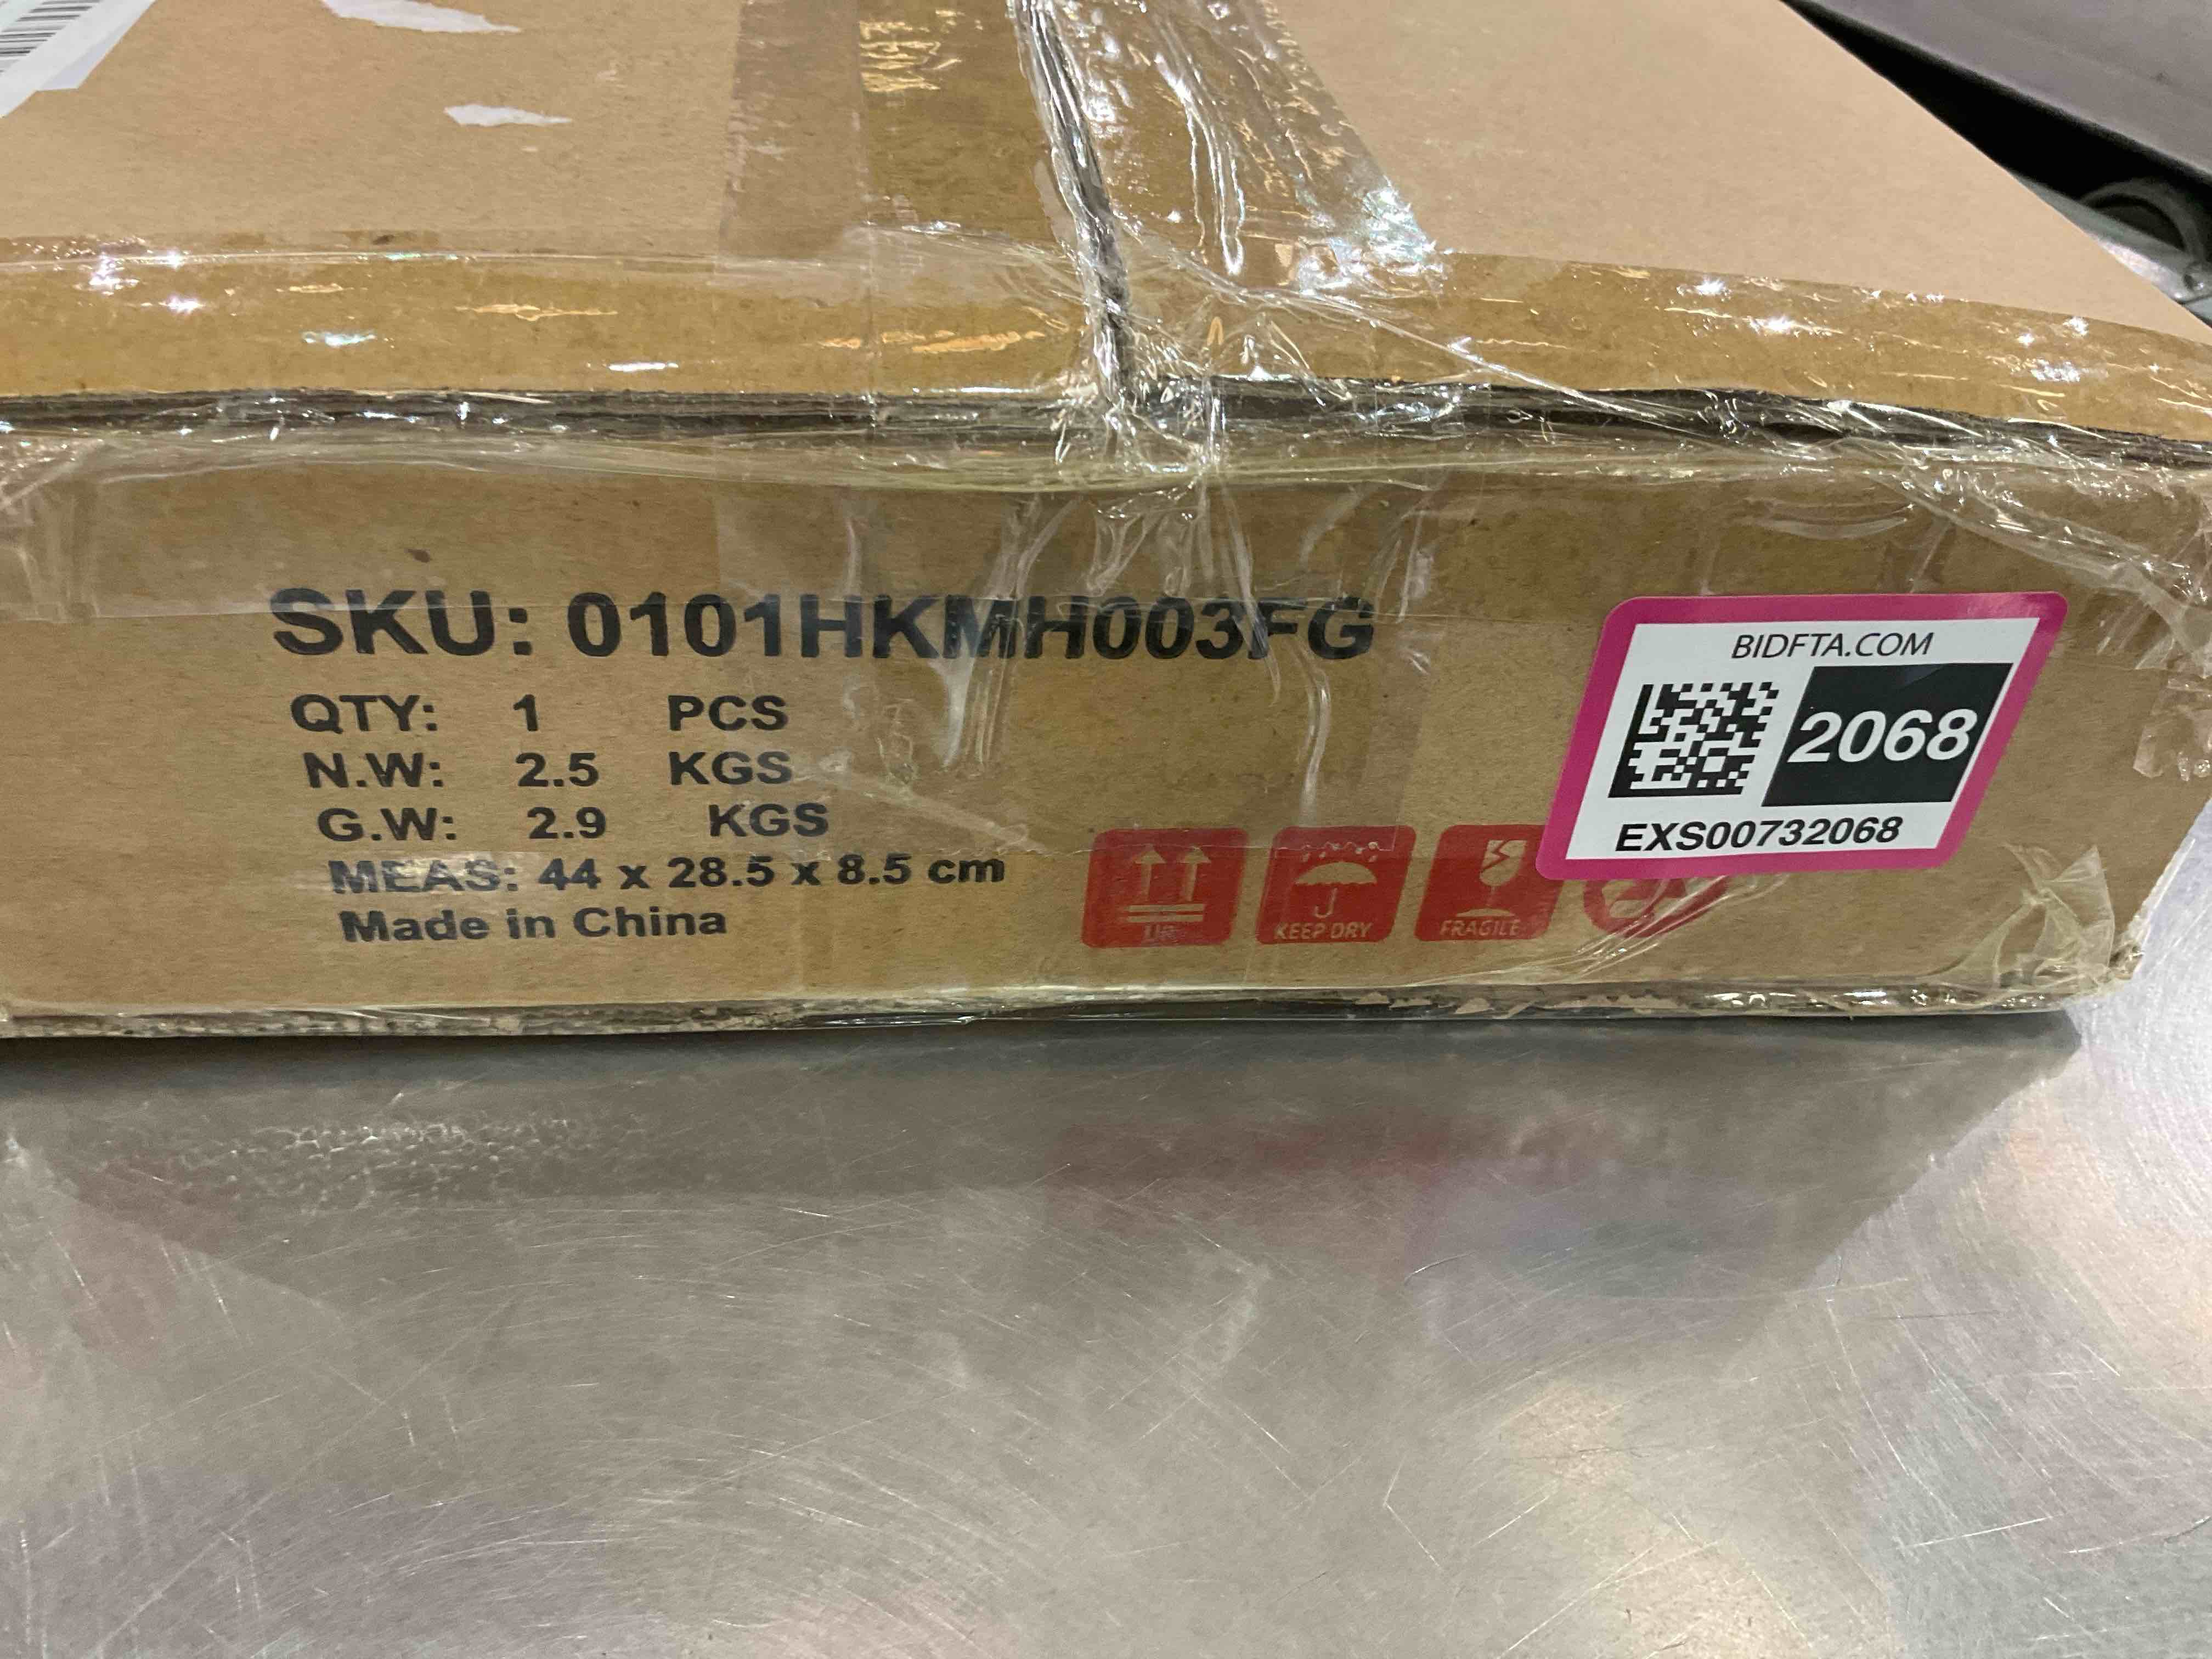 SKU: 0101HKMH003FG
QTY: 1 PCS
N.W: 2.5 KGS
G.W: 2.9 KGS
MEAS: 44 x 28.5 x 8.5 cm
Made in China
UP
KEEP DRY
FRAGILE
BIDFTA.COM
2068
EXS00732068